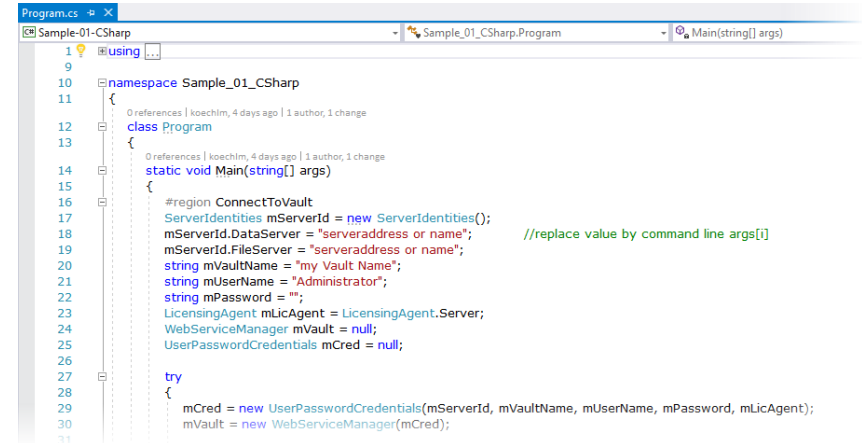 Program.cs
C# Sample-01-CSharp Sample_01_CSharp.Program Main(string[] args)
1 using ...
9
10 namespace Sample_01_CSharp
11 {
0 references | koechlm, 4 days ago | 1 author, 1 change
12 class Program
13 {
0 references | koechlm, 4 days ago | 1 author, 1 change
14 static void Main(string[] args)
15 {
16 #region ConnectToVault
17 ServerIdentities mServerId = new ServerIdentities();
18 mServerId.DataServer = "serveraddress or name"; //replace value by command line args[i]
19 mServerId.FileServer = "serveraddress or name";
20 string mVaultName = "my Vault Name";
21 string mUserName = "Administrator";
22 string mPassword = "";
23 LicensingAgent mLicAgent = LicensingAgent.Server;
24 WebServiceManager mVault = null;
25 UserPasswordCredentials mCred = null;
26
27 try
28 {
29 mCred = new UserPasswordCredentials(mServerId, mVaultName, mUserName, mPassword, mLicAgent);
30 mVault = new WebServiceManager(mCred);
31